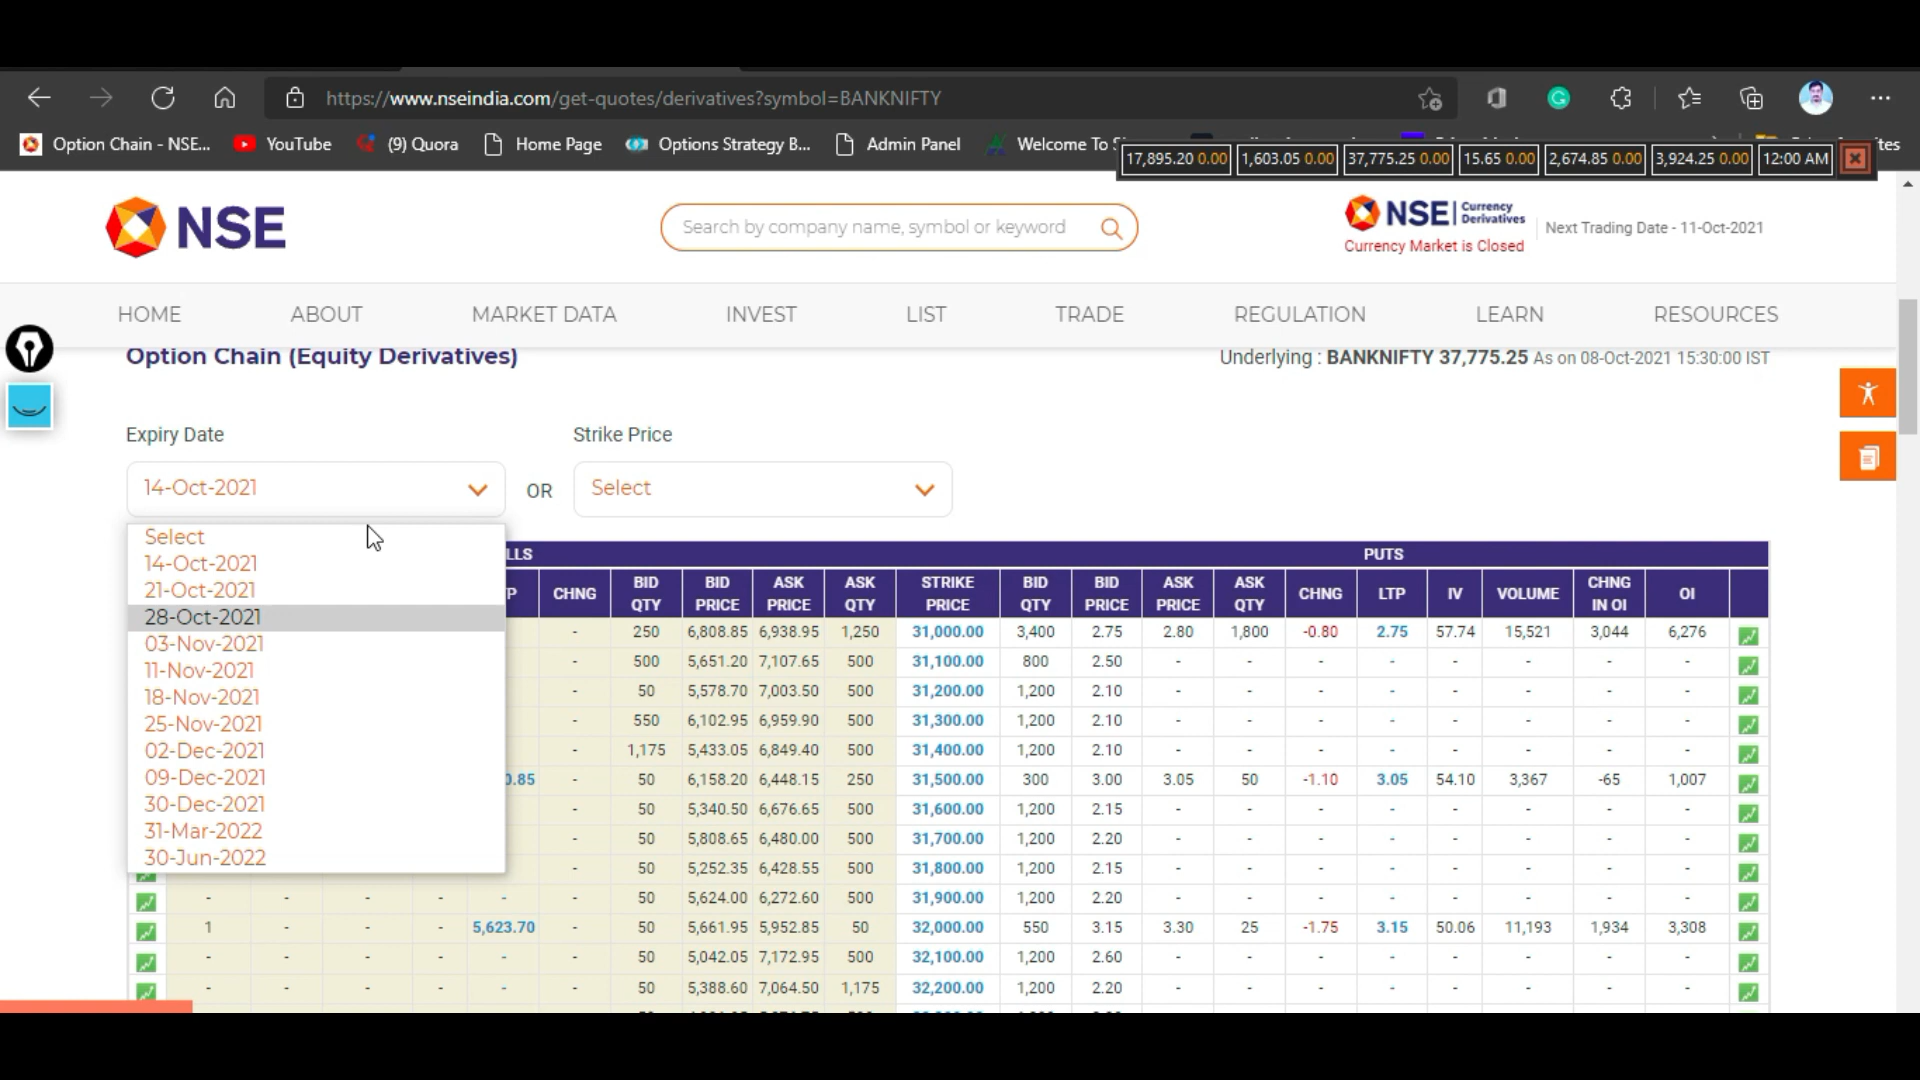 https://www.nseindia.com/get-quotes/derivatives?symbol=BANKNIFTY
Option Chain - NSE... YouTube (9) Quora Home Page Options Strategy B... Admin Panel Welcome To
17,895.20 0.00 1,603.05 0.00 37,775.25 0.00 15.65 0.00 2,674.85 0.00 3,924.25 0.00 12:00 AM
NSE
Search by company name, symbol or keyword
NSE Currency Derivatives
Currency Market is Closed
Next Trading Date - 11-Oct-2021
HOME ABOUT MARKET DATA INVEST LIST TRADE REGULATION LEARN RESOURCES
Option Chain (Equity Derivatives)
Underlying : BANKNIFTY 37,775.25 As on 08-Oct-2021 15:30:00 IST
Expiry Date Strike Price
14-Oct-2021 OR Select
Select
14-Oct-2021
21-Oct-2021
28-Oct-2021
03-Nov-2021
11-Nov-2021
18-Nov-2021
25-Nov-2021
02-Dec-2021
09-Dec-2021
30-Dec-2021
31-Mar-2022
30-Jun-2022
LLS PUTS
P CHNG BID QTY BID PRICE ASK PRICE ASK QTY STRIKE PRICE BID QTY BID PRICE ASK PRICE ASK QTY CHNG LTP IV VOLUME CHNG IN OI OI
- 250 6,808.85 6,938.95 1,250 31,000.00 3,400 2.75 2.80 1,800 -0.80 2.75 57.74 15,521 3,044 6,276
- 500 5,651.20 7,107.65 500 31,100.00 800 2.50 - - - - - - - -
- 50 5,578.70 7,003.50 500 31,200.00 1,200 2.10 - - - - - - - -
- 550 6,102.95 6,959.90 500 31,300.00 1,200 2.10 - - - - - - - -
- 1,175 5,433.05 6,849.40 500 31,400.00 1,200 2.10 - - - - - - - -
0.85 - 50 6,158.20 6,448.15 250 31,500.00 300 3.00 3.05 50 -1.10 3.05 54.10 3,367 -65 1,007
- 50 5,340.50 6,676.65 500 31,600.00 1,200 2.15 - - - - - - - -
- 50 5,808.65 6,480.00 500 31,700.00 1,200 2.20 - - - - - - - -
- 50 5,252.35 6,428.55 500 31,800.00 1,200 2.15 - - - - - - - -
- - - - - - 50 5,624.00 6,272.60 500 31,900.00 1,200 2.20 - - - - - - - -
1 - - - 5,623.70 - 50 5,661.95 5,952.85 50 32,000.00 550 3.15 3.30 25 -1.75 3.15 50.06 11,193 1,934 3,308
- - - - - - 50 5,042.05 7,172.95 500 32,100.00 1,200 2.60 - - - - - - - -
- - - - - - 50 5,388.60 7,064.50 1,175 32,200.00 1,200 2.20 - - - - - - - -